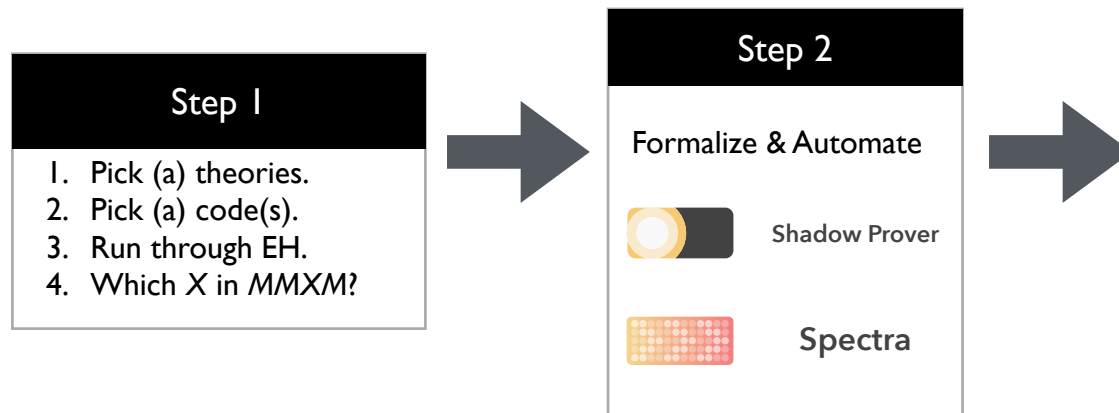 Step 1
1. Pick (a) theories.
2. Pick (a) code(s).
3. Run through EH.
4. Which X in MMXM?
Step 2
Formalize & Automate
Shadow Prover
Spectra